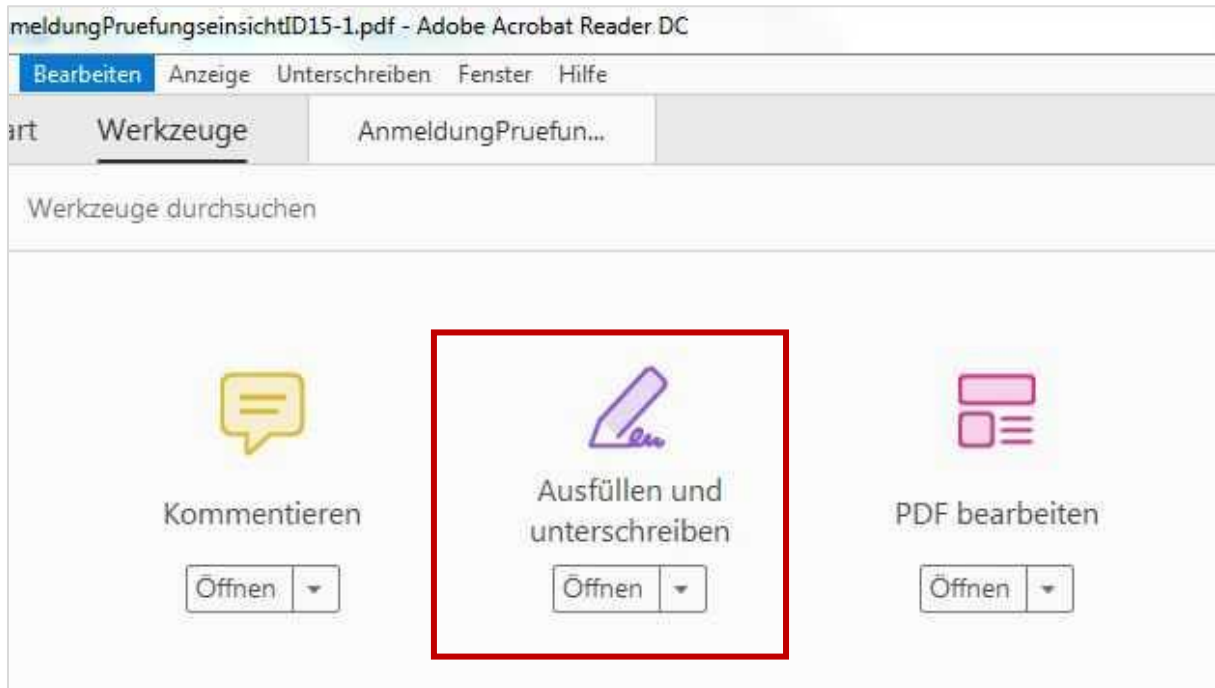 meldungPruefungseinsichtID15-1.pdf - Adobe Acrobat Reader DC
Bearbeiten Anzeige Unterschreiben Fenster Hilfe
art Werkzeuge AnmeldungPruefun...
Werkzeuge durchsuchen
Kommentieren
Ausfüllen und
unterschreiben
PDF bearbeiten
Öffnen Öffnen Öffnen